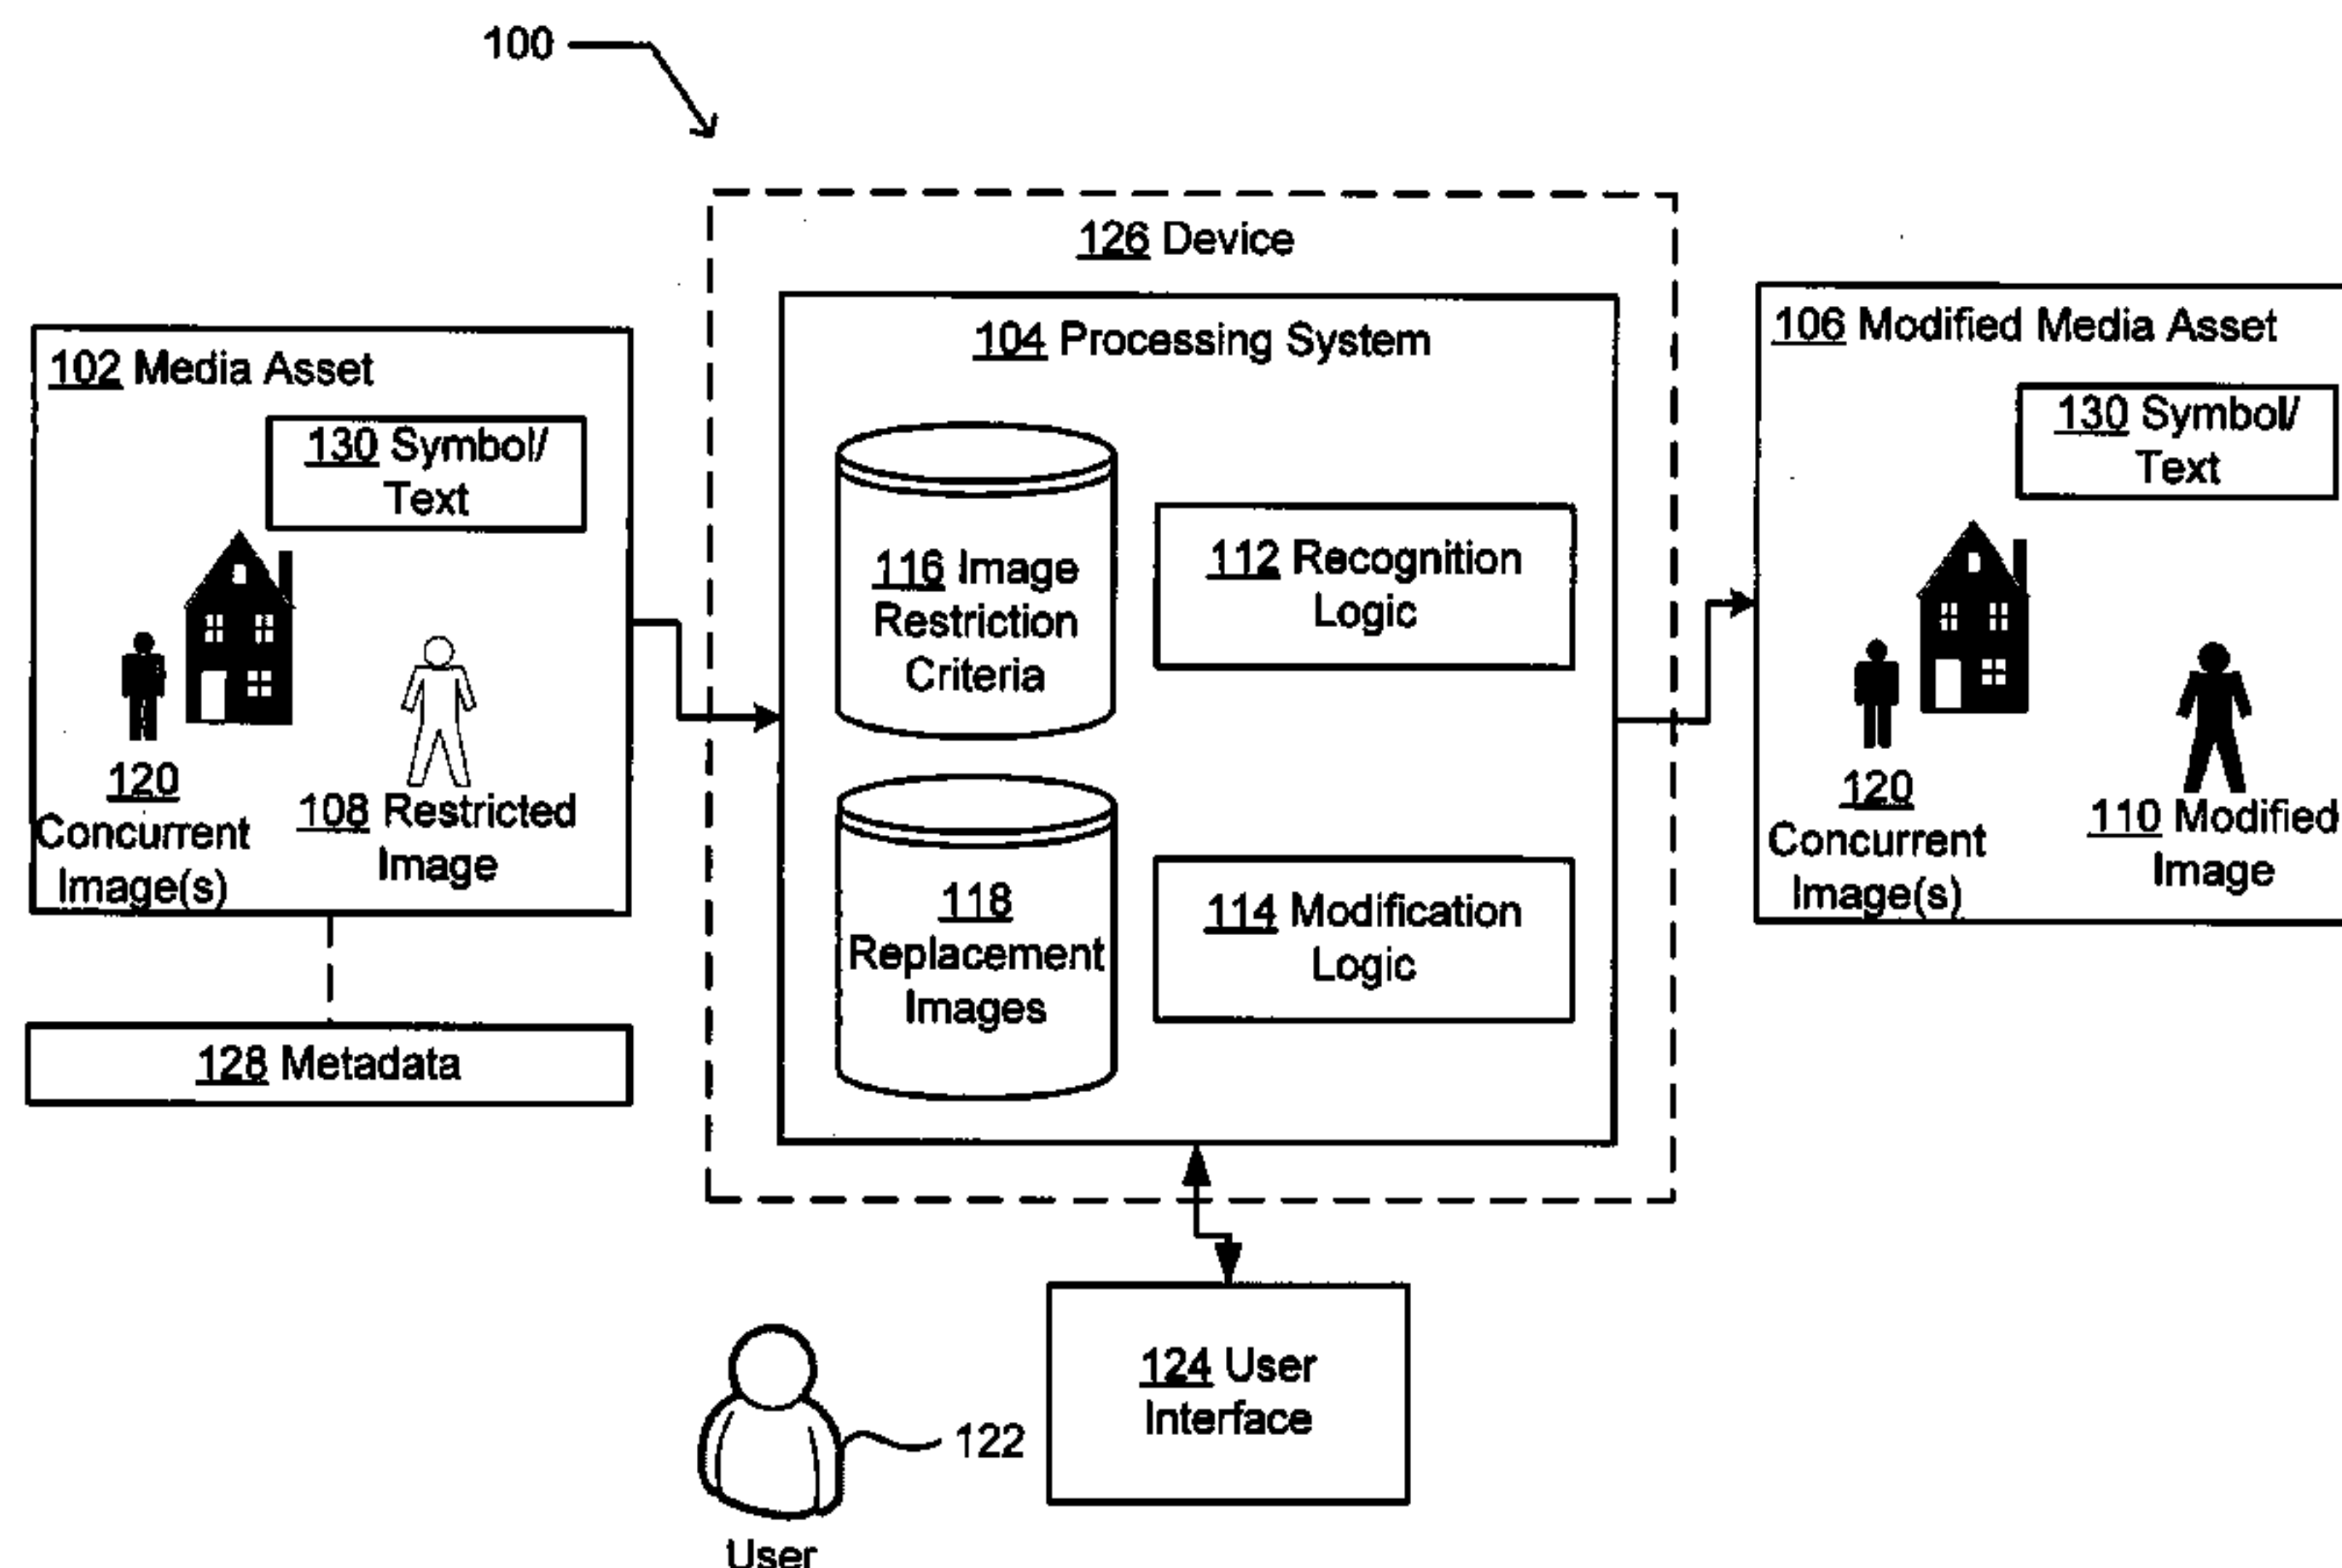 100
126 Device
104 Processing System
102 Media Asset
130 Symbol/
Text
120
Concurrent
Image(s)
108 Restricted
Image
128 Metadata
116 Image
Restriction
Criteria
112 Recognition
Logic
118
Replacement
Images
114 Modification
Logic
106 Modified Media Asset
130 Symbol/
Text
120
Concurrent
Image(s)
110 Modified
Image
124 User
Interface
122
User